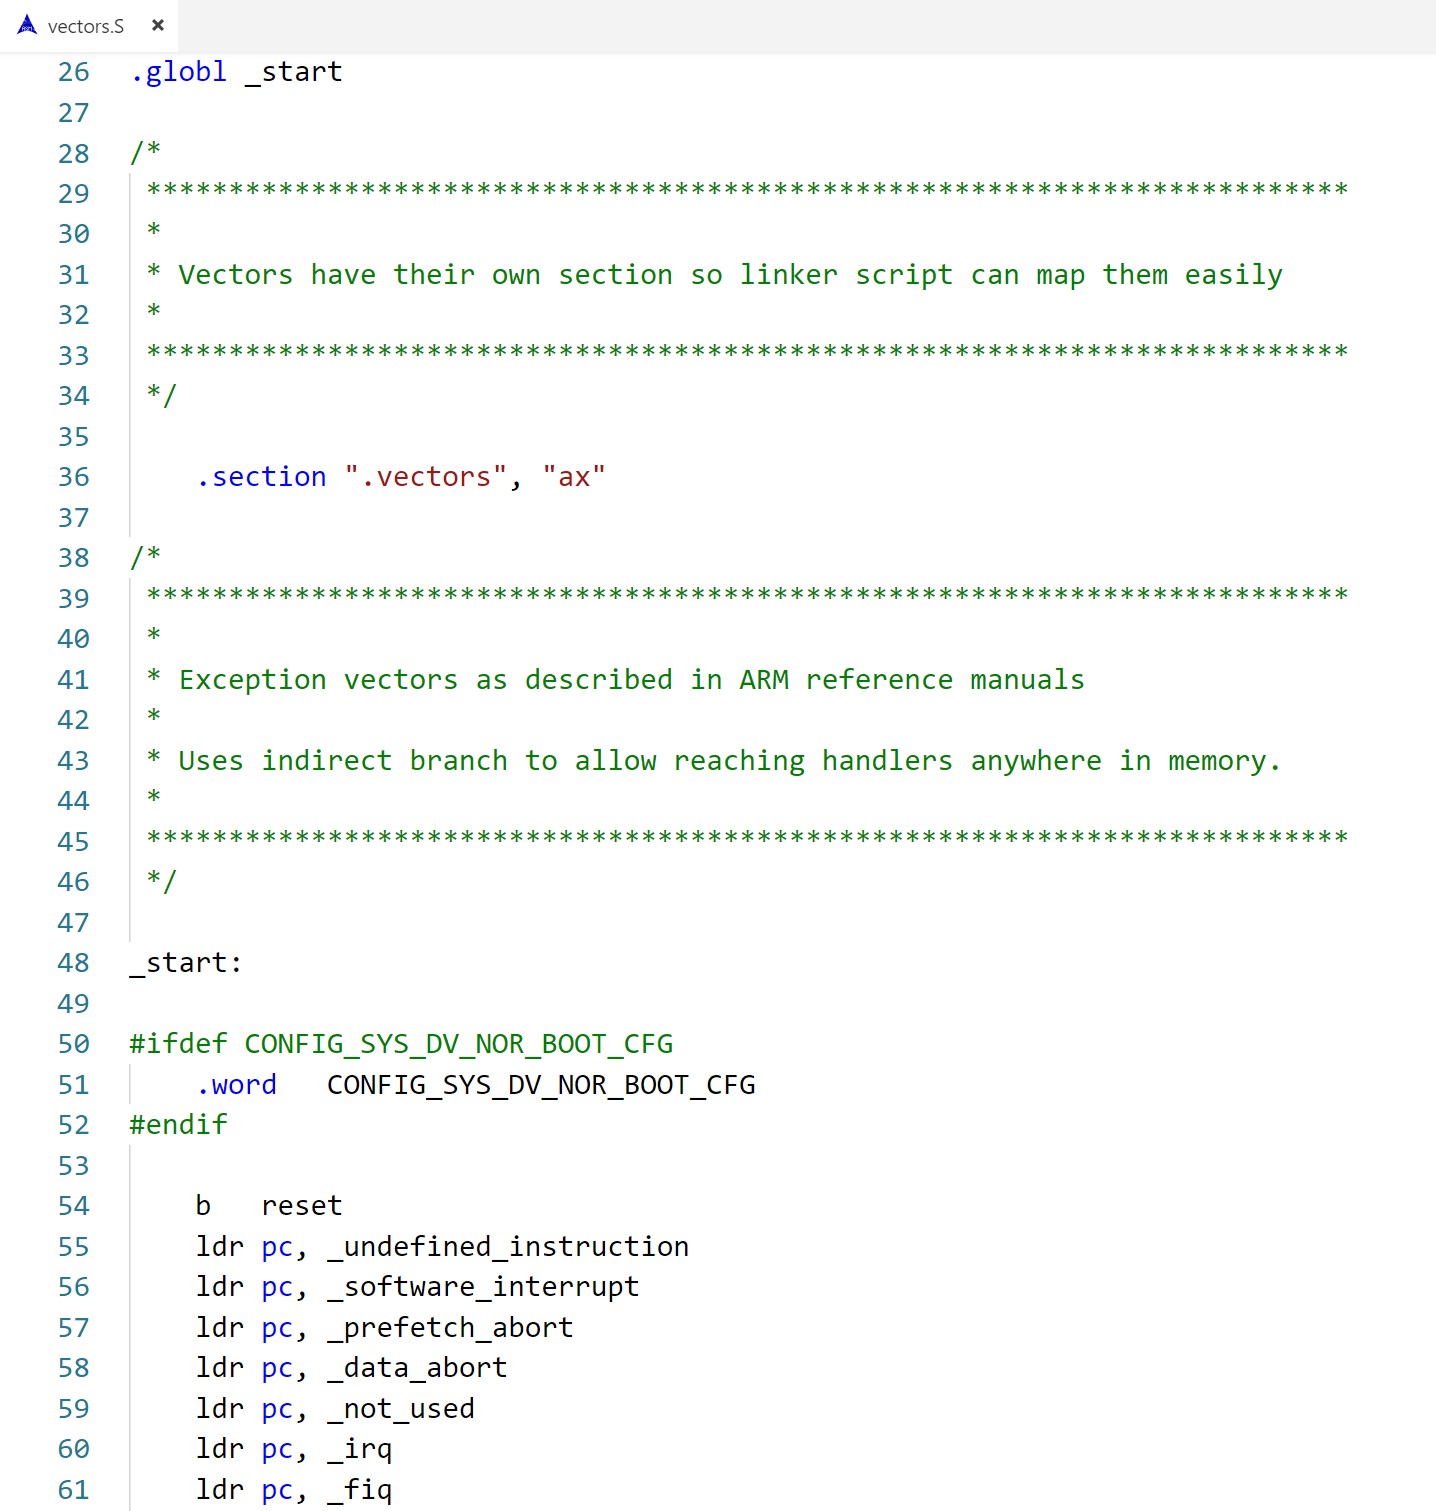 vectors.S ×
26 .globl _start
27
28 /*
29 *************************************************************************
30 *
31 * Vectors have their own section so linker script can map them easily
32 *
33 *************************************************************************
34 */
35
36 .section ".vectors", "ax"
37
38 /*
39 *************************************************************************
40 *
41 * Exception vectors as described in ARM reference manuals
42 *
43 * Uses indirect branch to allow reaching handlers anywhere in memory.
44 *
45 *************************************************************************
46 */
47
48 _start:
49
50 #ifdef CONFIG_SYS_DV_NOR_BOOT_CFG
51 .word CONFIG_SYS_DV_NOR_BOOT_CFG
52 #endif
53
54 b reset
55 ldr pc, _undefined_instruction
56 ldr pc, _software_interrupt
57 ldr pc, _prefetch_abort
58 ldr pc, _data_abort
59 ldr pc, _not_used
60 ldr pc, _irq
61 ldr pc, _fiq